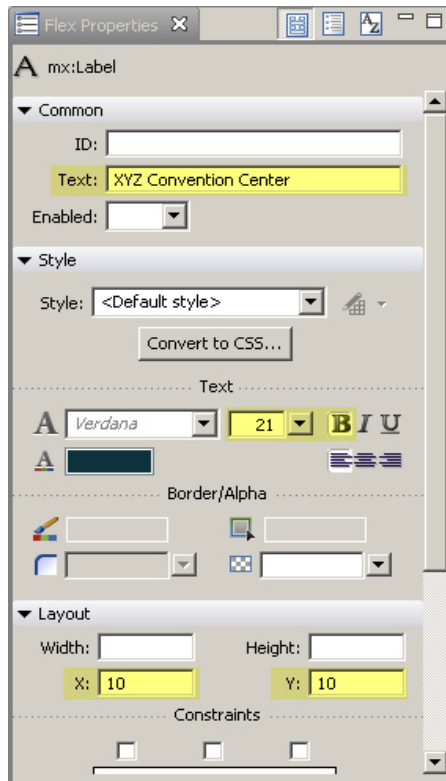 Flex Properties
A mx:Label
Common
ID:
Text: XYZ Convention Center
Enabled:
Style
Style: <Default style>
Convert to CSS...
Text
A Verdana 21 B I U
A
Border/Alpha
Layout
Width: Height:
X: 10 Y: 10
Constraints